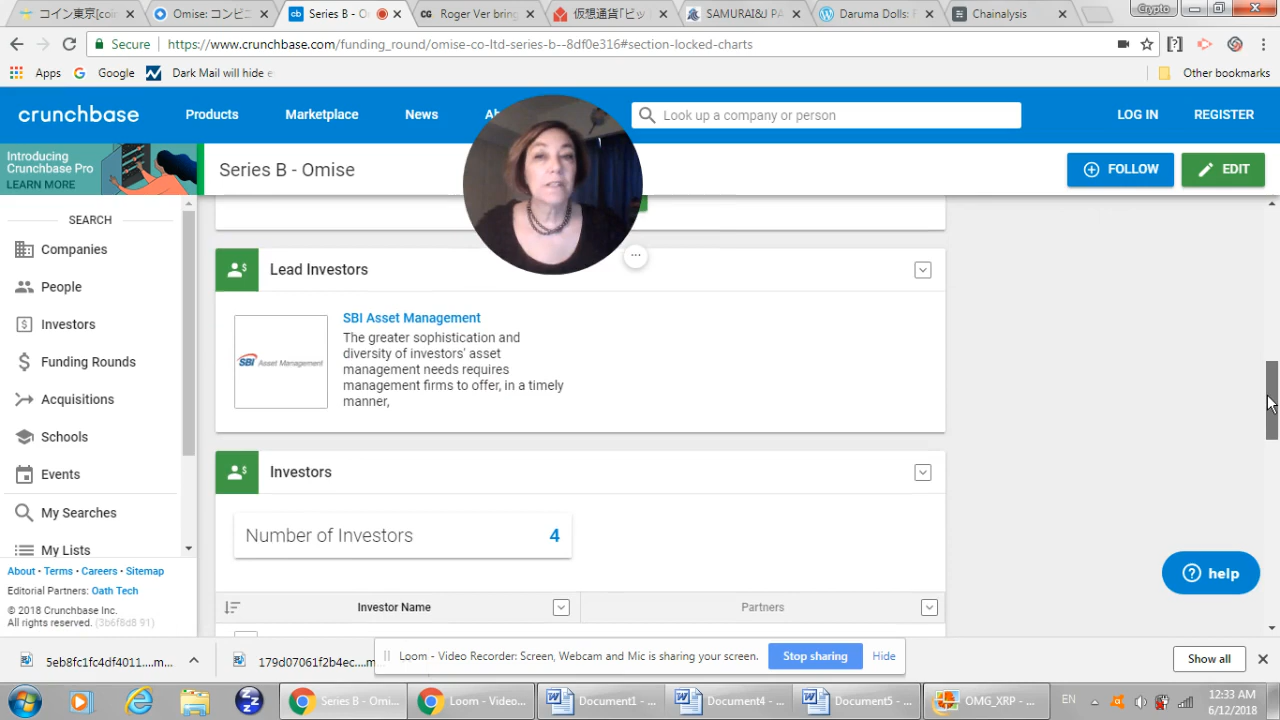 コイン東京[coin
Omise: コンビニ
Series B - O
Roger Ver bring
仮想通貨「ビッ
SAMURAI&J PA
Daruma Dolls:
Chainalysis
Crypto
Secure
https://www.crunchbase.com/funding_round/omise-co-ltd-series-b--8df0e316#section-locked-charts
Apps
Google
Dark Mail will hide e
Other bookmarks
crunchbase
Products
Marketplace
News
Look up a company or person
LOG IN
REGISTER
Introducing
Crunchbase Pro
LEARN MORE
Series B - Omise
FOLLOW
EDIT
SEARCH
Companies
People
Investors
Funding Rounds
Acquisitions
Schools
Events
My Searches
My Lists
About • Terms • Careers • Sitemap
Editorial Partners: Oath Tech
© 2018 Crunchbase Inc.
All rights reserved. (3b6f8d8 91)
Lead Investors
SBI Asset Management
SBI Asset Management
The greater sophistication and
diversity of investors' asset
management needs requires
management firms to offer, in a timely
manner,
Investors
Number of Investors 4
Investor Name
Partners
help
Loom - Video Recorder: Screen, Webcam and Mic is sharing your screen.
Stop sharing
Hide
5eb8fc1fc4df4011....m...
179d07061f2b4ec...m
Show all
Series B - Omi...
Loom - Video...
Document1 - ...
Document4 - ...
Document5 - ...
OMG_XRP - ...
EN
12:33 AM
6/12/2018